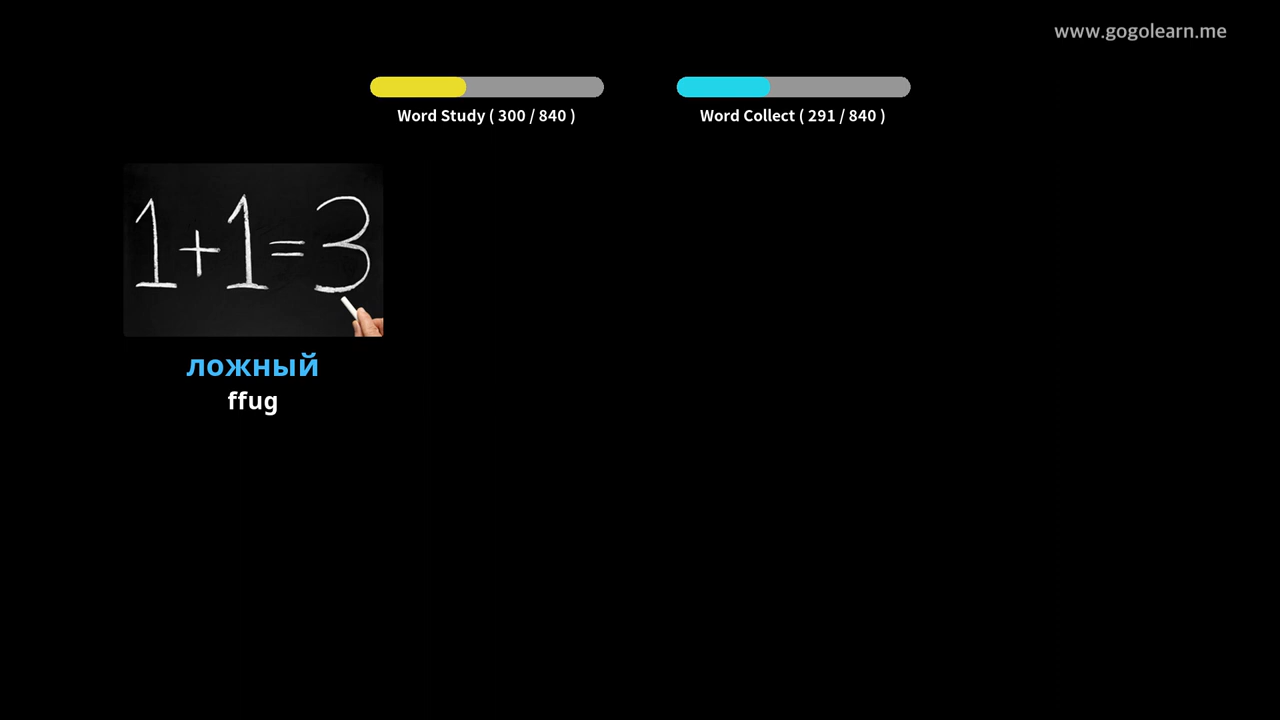 www.gogolearn.me
Word Study ( 300 / 840 )
Word Collect ( 291 / 840 )
1+1=3
ложный
ffug